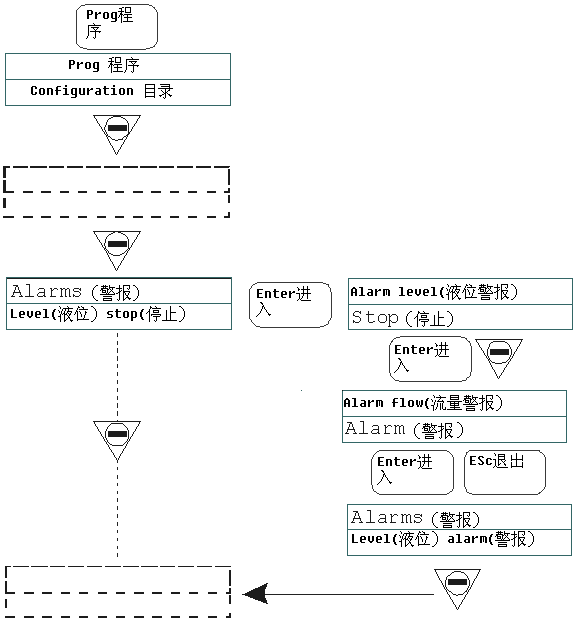 Prog程
序
Prog 程序
Configuration 目录
Alarms（警报）
Level(液位) stop(停止）
Enter进
入
Alarm level(液位警报）
Stop（停止）
Enter进
入
Alarm flow(流量警报）
Alarm（警报）
Enter进
入
ESc退出
Alarms（警报）
Level(液位) alarm(警报）